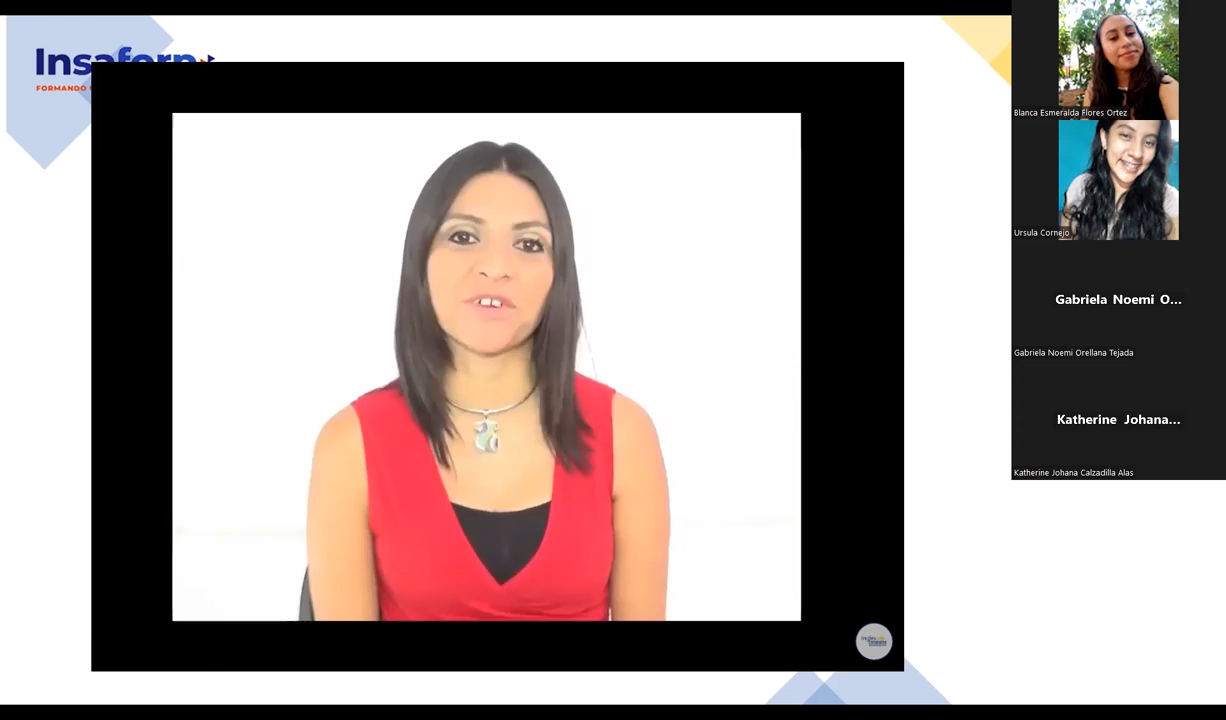 Insaforp
FORMANDO
Blanca Esmeralda Flores Ortez
Ursula Cornejo
Gabriela Noemi O...
Gabriela Noemi Orellana Tejada
Katherine Johana...
Katherine Johana Calzadilla Alas